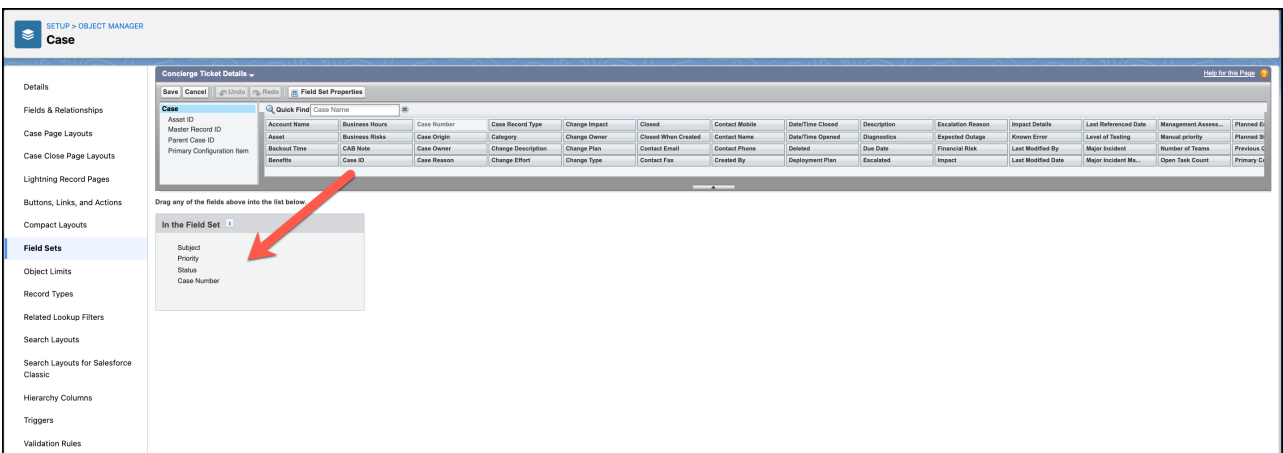 SETUP > OBJECT MANAGER
Case
Details
Fields & Relationships
Case Page Layouts
Case Close Page Layouts
Lightning Record Pages
Buttons, Links, and Actions
Compact Layouts
Field Sets
Object Limits
Record Types
Related Lookup Filters
Search Layouts
Search Layouts for Salesforce
Classic
Hierarchy Columns
Triggers
Validation Rules
Concierge Ticket Details
Help for this Page
Save Cancel Undo Redo Field Set Properties
Case
Asset ID
Master Record ID
Parent Case ID
Primary Configuration Item
Quick Find Case Name
Account Name Business Hours Case Number Case Record Type Change Impact Closed Contact Mobile Date/Time Closed Description Escalation Reason Impact Details Last Referenced Date Management Assess... Planned
Asset Business Risks Case Origin Category Change Owner Closed When Created Contact Name Date/Time Opened Diagnostics Expected Outage Known Error Level of Testing Manual priority Planned
Backout Time CAB Note Case Owner Change Description Change Plan Contact Email Contact Phone Deleted Due Date Financial Risk Last Modified By Major Incident Number of Teams Previous
Benefits Case ID Case Reason Change Effort Change Type Contact Fax Created By Deployment Plan Escalated Impact Last Modified Date Major Incident Ma... Open Task Count Primary
Drag any of the fields above into the list below.
In the Field Set i
Subject
Priority
Status
Case Number